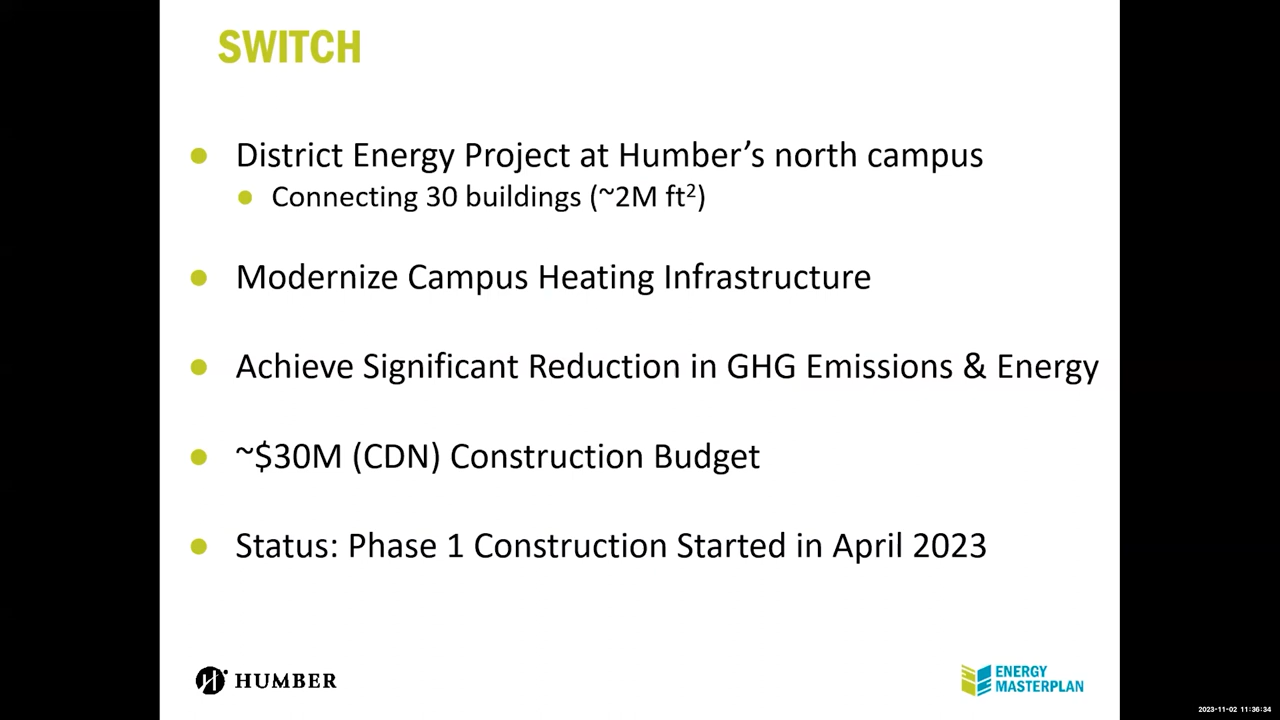 SWITCH
● District Energy Project at Humber’s north campus
● Connecting 30 buildings (~2M ft²)
● Modernize Campus Heating Infrastructure
● Achieve Significant Reduction in GHG Emissions & Energy
● ~$30M (CDN) Construction Budget
● Status: Phase 1 Construction Started in April 2023
HUMBER
ENERGY
MASTERPLAN
2023-11-02 11:36:34